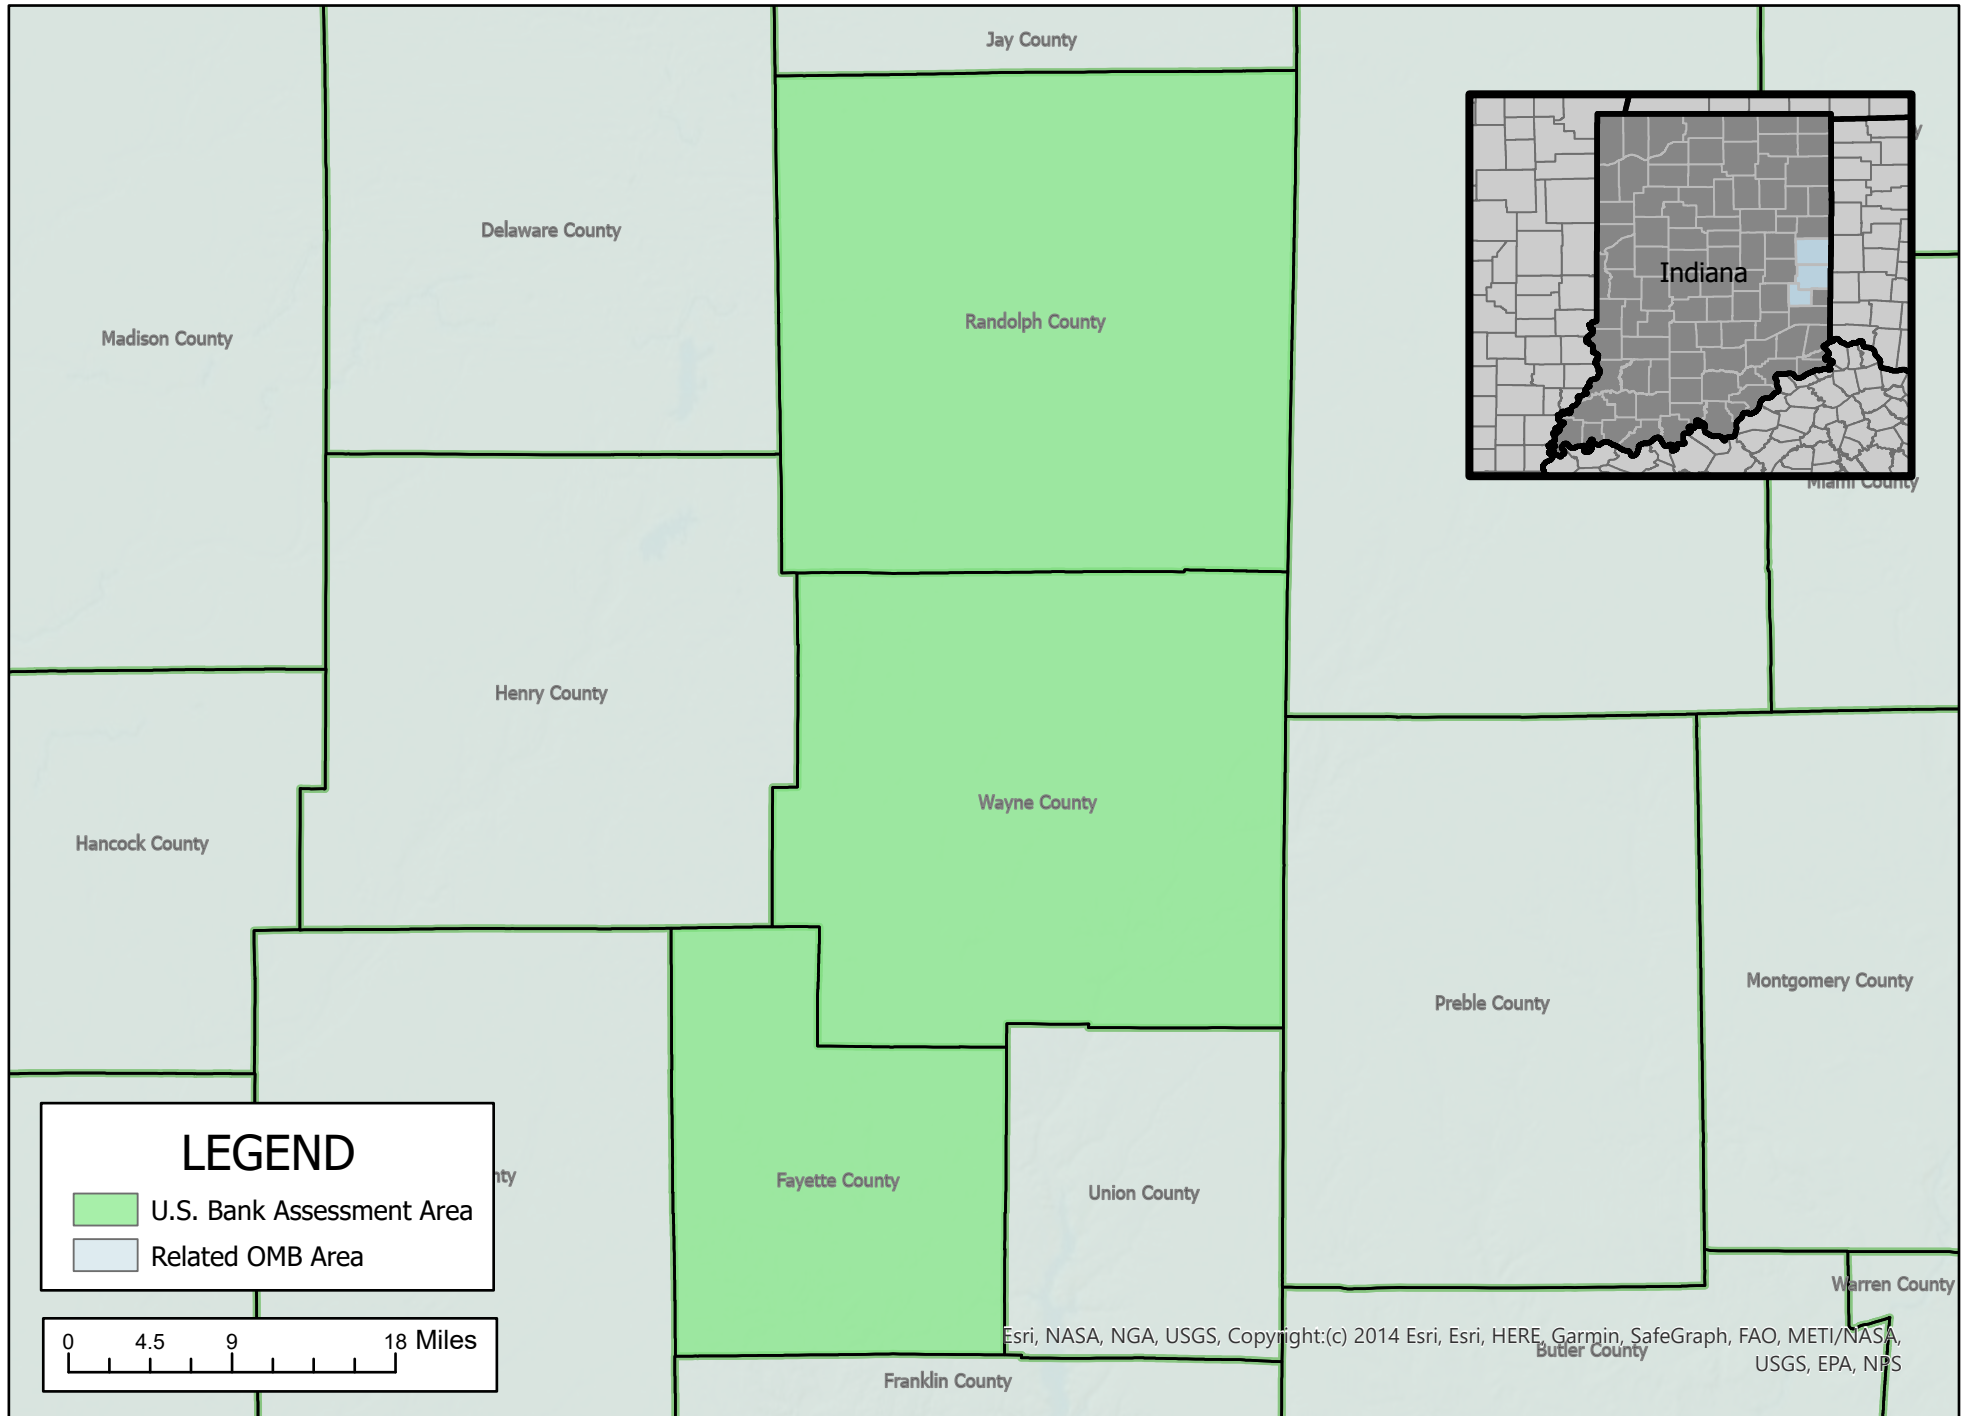 Jay County
Delaware County
Randolph County
Madison County
Indiana
Miami County
Henry County
Wayne County
Hancock County
Montgomery County
Preble County
Fayette County
Union County
LEGEND
U.S. Bank Assessment Area
Related OMB Area
0 4.5 9 18 Miles
Warren County
Butler County
Franklin County
Esri, NASA, NGA, USGS, Copyright:(c) 2014 Esri, Esri, HERE, Garmin, SafeGraph, FAO, METI/NASA,
USGS, EPA, NPS